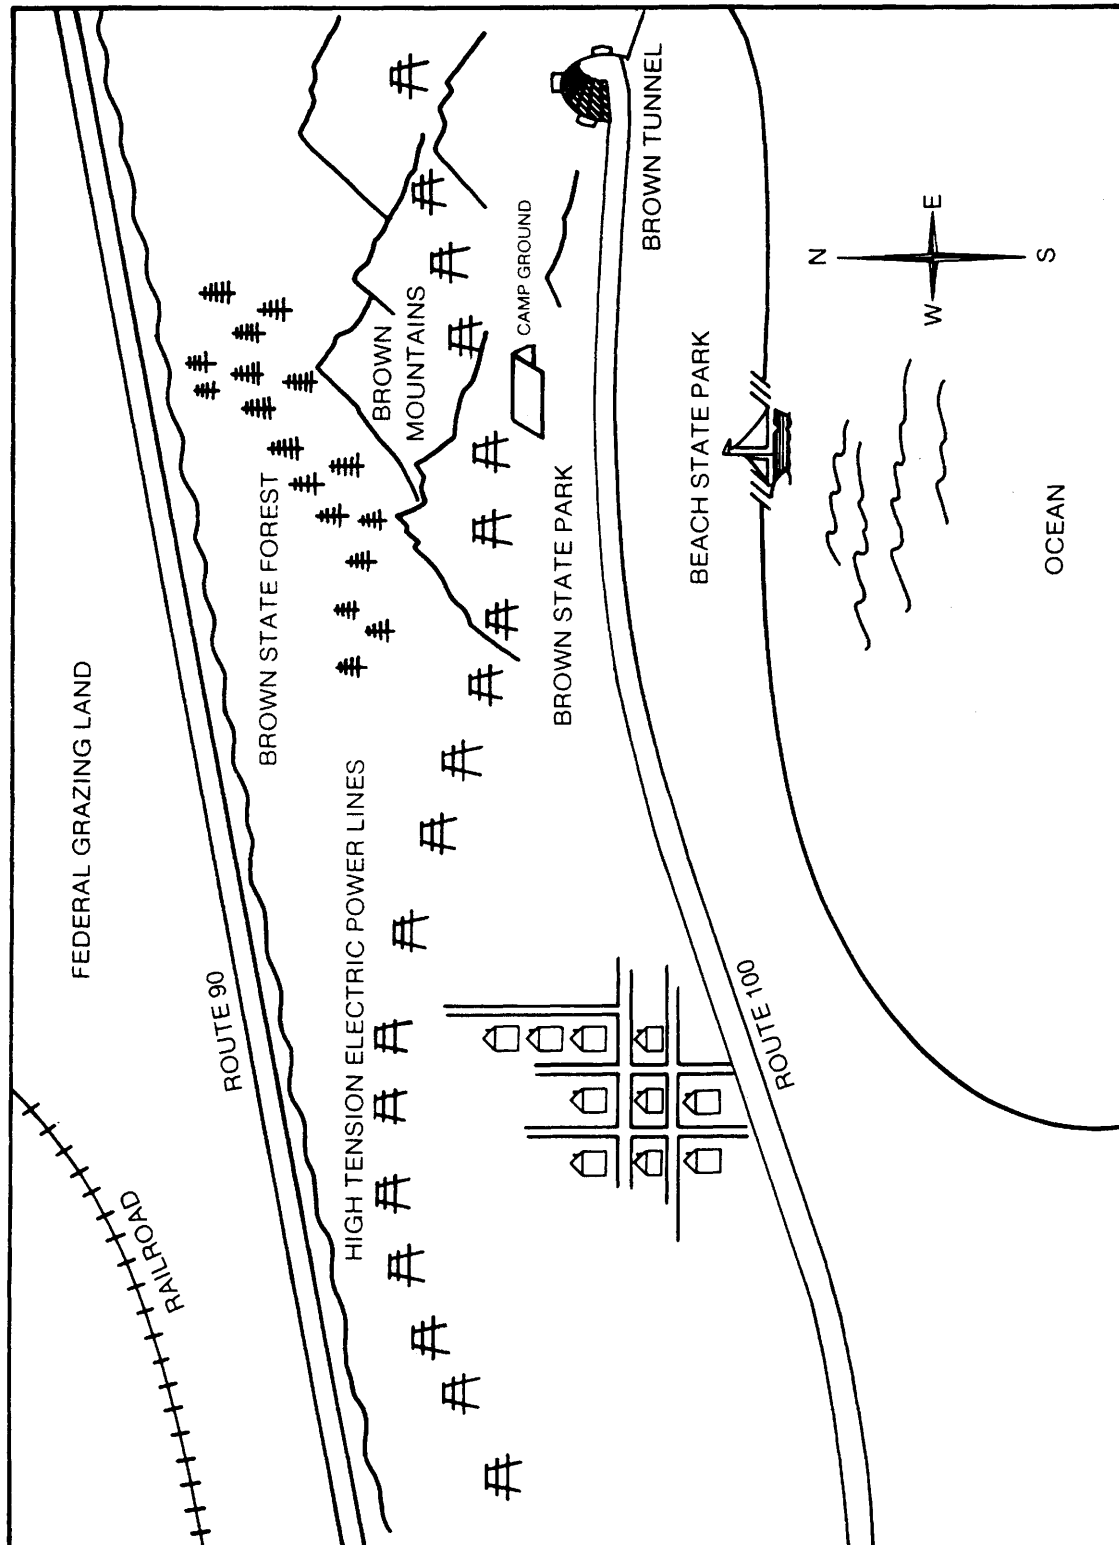 FEDERAL GRAZING LAND
RAILROAD
ROUTE 90
BROWN STATE FOREST
HIGH TENSION ELECTRIC POWER LINES
BROWN
MOUNTAINS
CAMP GROUND
BROWN STATE PARK
BROWN TUNNEL
ROUTE 100
BEACH STATE PARK
N
W
E
S
OCEAN